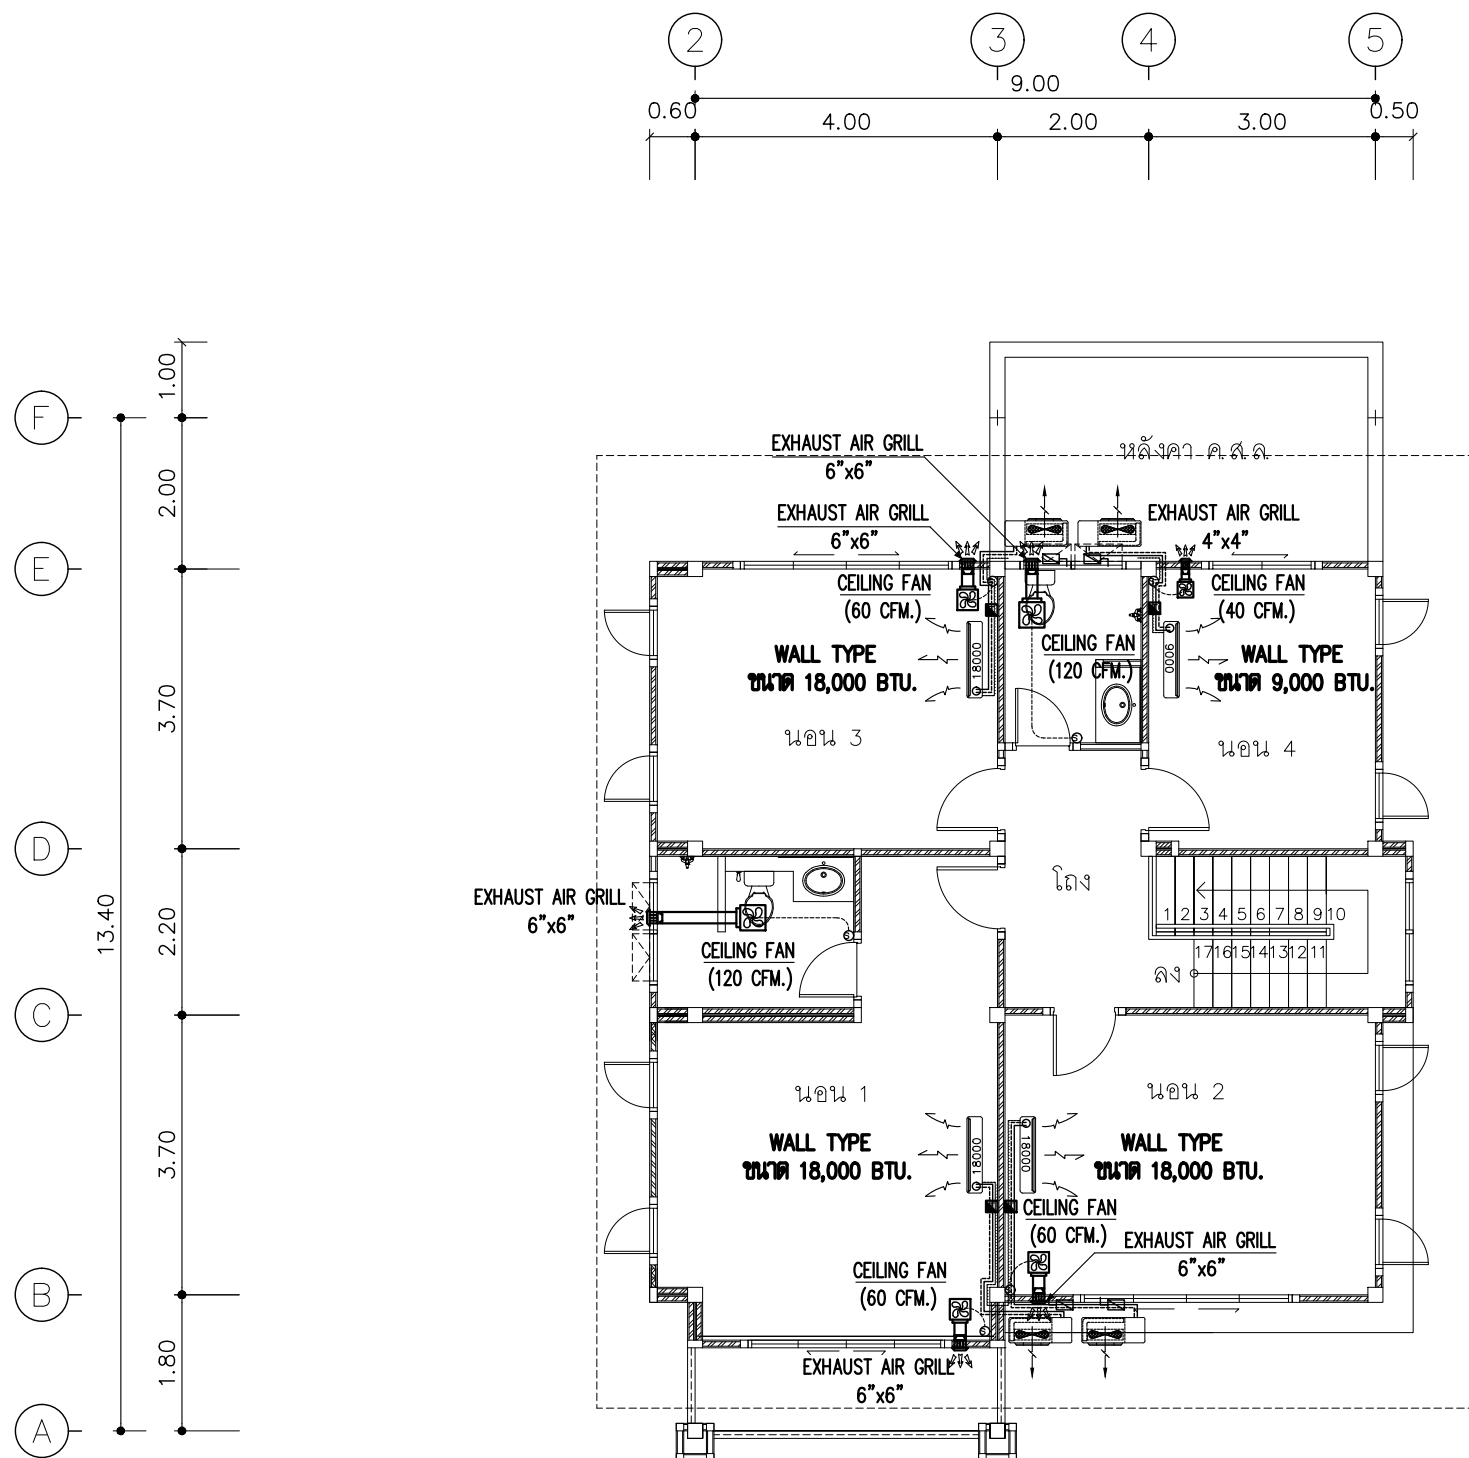 2
3
4
5
9.00
0.60
4.00
2.00
3.00
0.50
1.00
F
2.00
E
3.70
D
13.40
2.20
C
3.70
B
1.80
A
หลังคา ค.ส.ล.
EXHAUST AIR GRILL
6"x6"
EXHAUST AIR GRILL
6"x6"
EXHAUST AIR GRILL
4"x4"
CEILING FAN
(60 CFM.)
CEILING FAN
(40 CFM.)
CEILING FAN
(120 CFM.)
WALL TYPE
ขนาด 18,000 BTU.
18000
9000
WALL TYPE
ขนาด 9,000 BTU.
นอน 3
นอน 4
EXHAUST AIR GRILL
6"x6"
CEILING FAN
(120 CFM.)
โถง
1 2 3 4 5 6 7 8 9 10
17 16 15 14 13 12 11
ลง
นอน 1
นอน 2
WALL TYPE
ขนาด 18,000 BTU.
18000
18000
WALL TYPE
ขนาด 18,000 BTU.
CEILING FAN
(60 CFM.)
EXHAUST AIR GRILL
6"x6"
CEILING FAN
(60 CFM.)
EXHAUST AIR GRILL
6"x6"